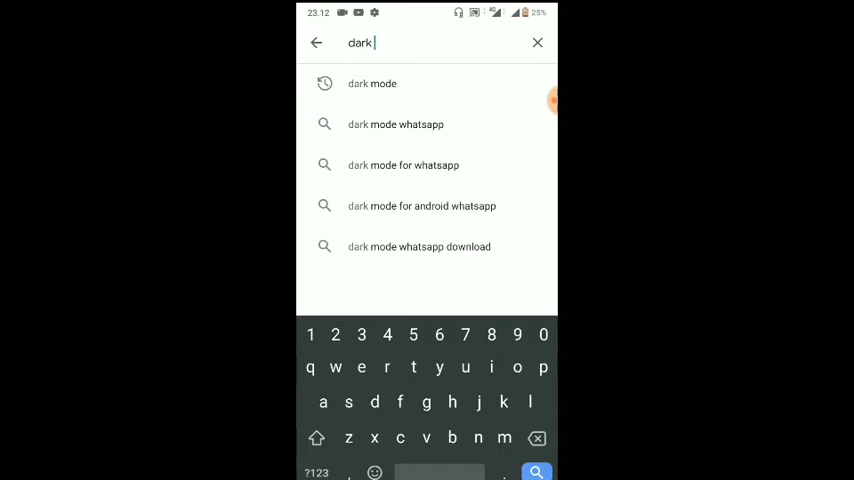 23.12 4G 25%
dark
dark mode
dark mode whatsapp
dark mode for whatsapp
dark mode for android whatsapp
dark mode whatsapp download
1 2 3 4 5 6 7 8 9 0
q w e r t y u i o p
a s d f g h j k l
z x c v b n m
?123 , .